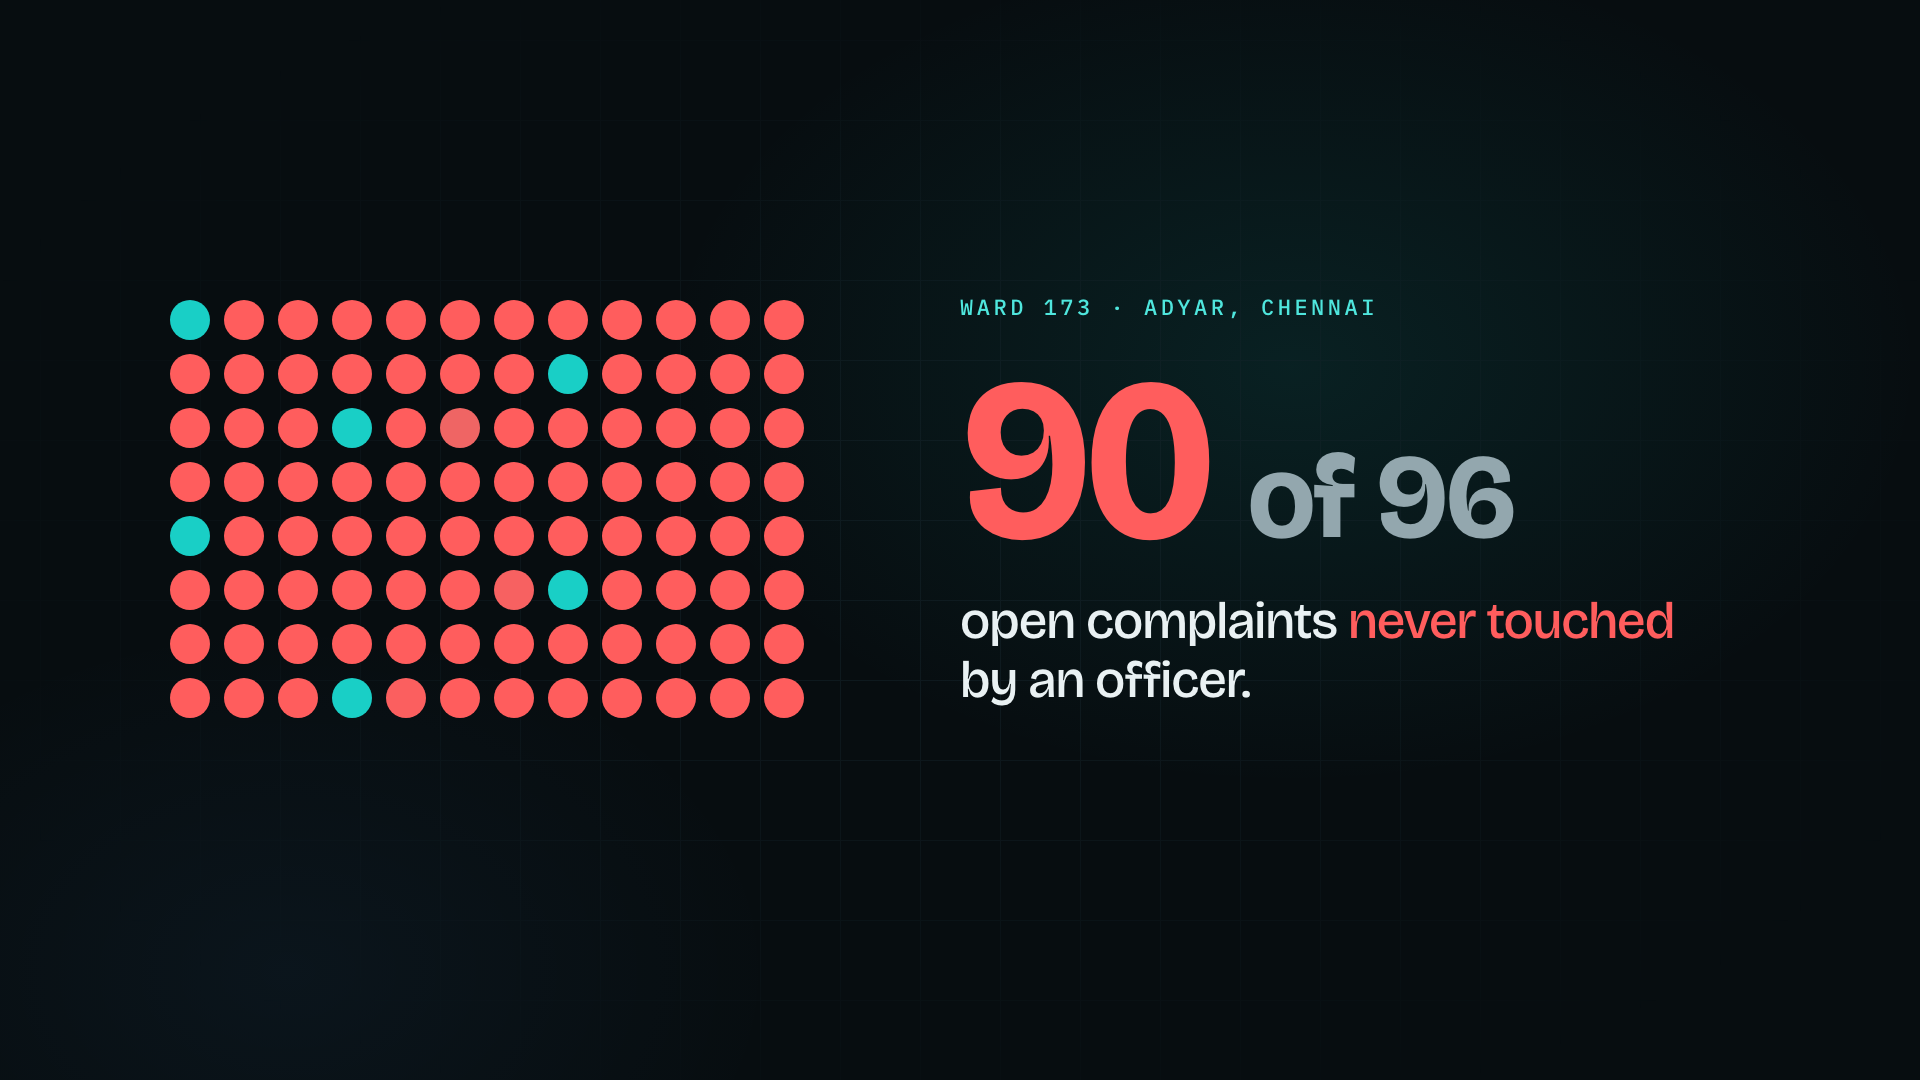 WARD 173 · ADYAR, CHENNAI
90 of 96
open complaints never touched
by an officer.